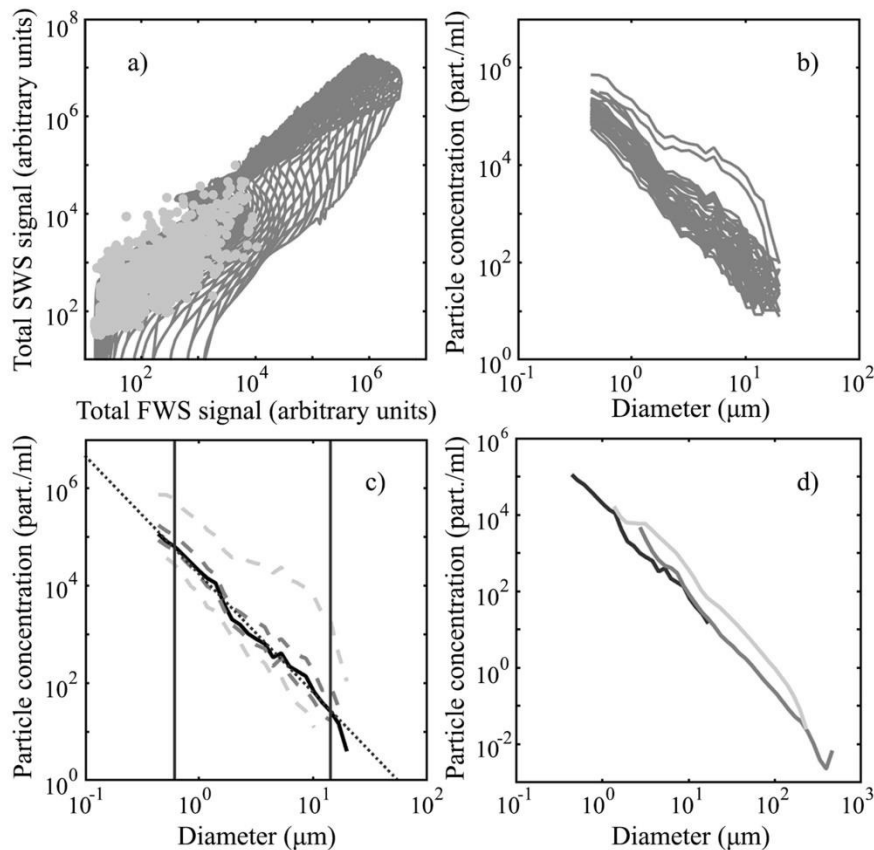 a)
Total SWS signal (arbitrary units)
10^8
10^6
10^4
10^2
10^2
10^4
10^6
Total FWS signal (arbitrary units)
b)
Particle concentration (part./ml)
10^6
10^4
10^2
10^0
10^-1
10^0
10^1
10^2
Diameter (μm)
c)
Particle concentration (part./ml)
10^6
10^4
10^2
10^0
10^-1
10^0
10^1
10^2
Diameter (μm)
d)
Particle concentration (part./ml)
10^6
10^4
10^2
10^0
10^-2
10^-1
10^0
10^1
10^2
10^3
Diameter (μm)